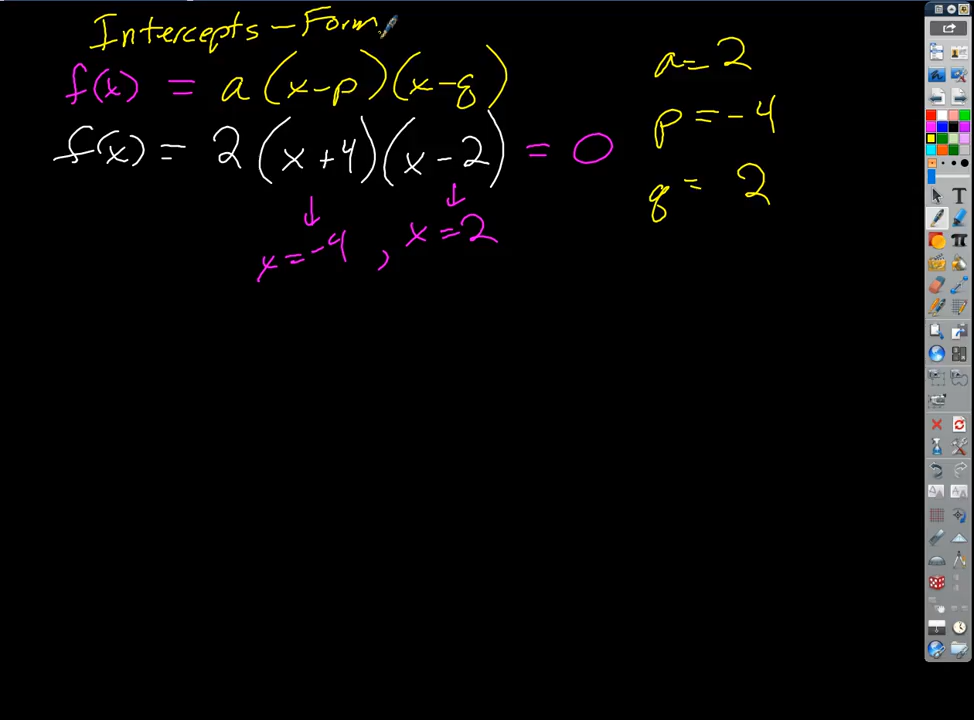 Intercepts - Form
f(x) = a(x-p)(x-q)
f(x) = 2(x+4)(x-2) = 0
x=-4, x=2
a=2
p=-4
q=2